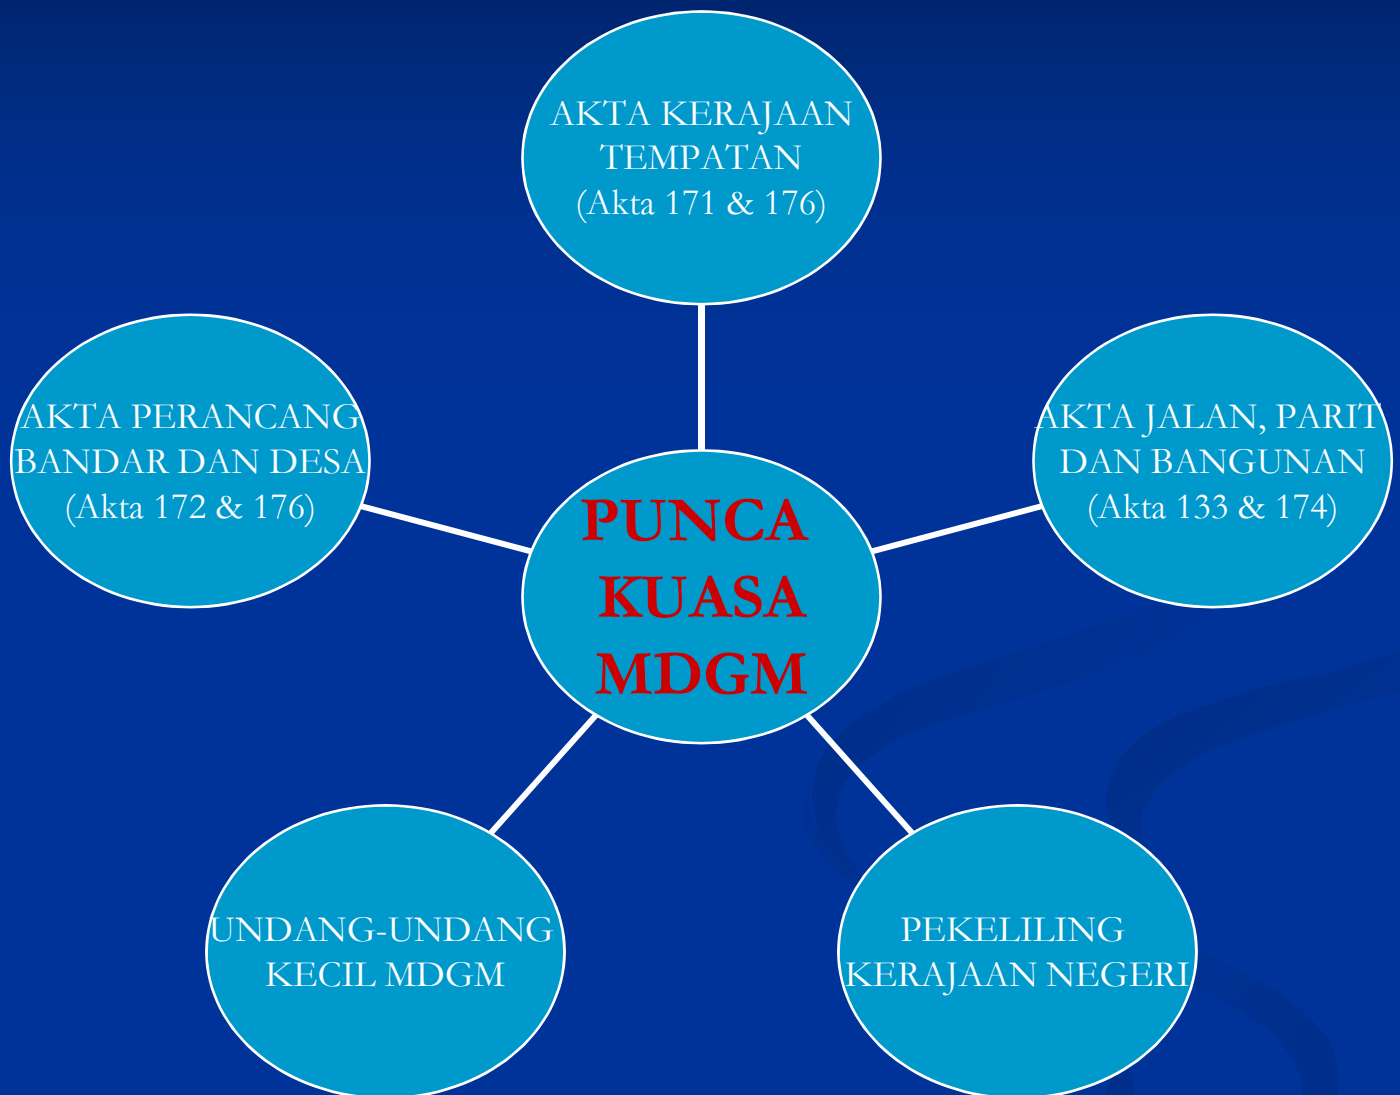 AKTA KERAJAAN
TEMPATAN
(Akta 171 & 176)
AKTA PERANCANG
BANDAR DAN DESA
(Akta 172 & 176)
AKTA JALAN, PARIT
DAN BANGUNAN
(Akta 133 & 174)
PUNCA
KUASA
MDGM
UNDANG-UNDANG
KECIL MDGM
PEKELILING
KERAJAAN NEGERI